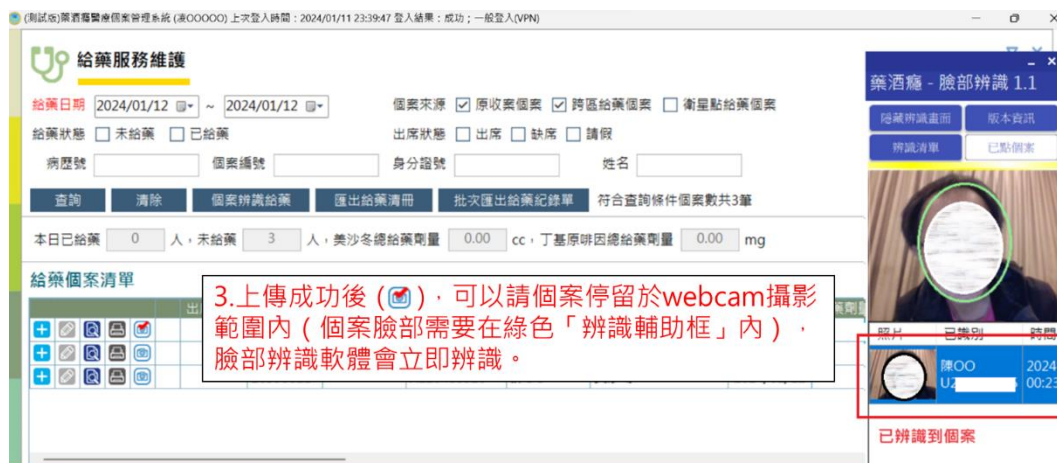 (測試版)藥酒癮醫療個案管理系統 (凌OOOOO) 上次登入時間：2024/01/11 23:39:47 登入結果：成功；一般登入(VPN)
給藥服務維護
給藥日期 2024/01/12 ~ 2024/01/12 個案來源 原收案個案 跨區給藥個案 衛星點給藥個案
給藥狀態 未給藥 已給藥 出席狀態 出席 缺席 請假
病歷號 個案編號 身分證號 姓名
查詢 清除 個案辨識給藥 匯出給藥清冊 批次匯出給藥紀錄單 符合查詢條件個案數共3筆
本日已給藥 0 人，未給藥 3 人，美沙冬總給藥劑量 0.00 cc，丁基原啡因總給藥劑量 0.00 mg
給藥個案清單
3.上傳成功後 ( )，可以請個案停留於webcam攝影
範圍內（個案臉部需要在綠色「辨識輔助框」內），
臉部辨識軟體會立即辨識。
藥酒癮 - 臉部辨識 1.1
隱藏辨識畫面 版本資訊
辨識清單 已點個案
照片 已識別 時間
陳OO 2024
U2 00:23
已辨識到個案